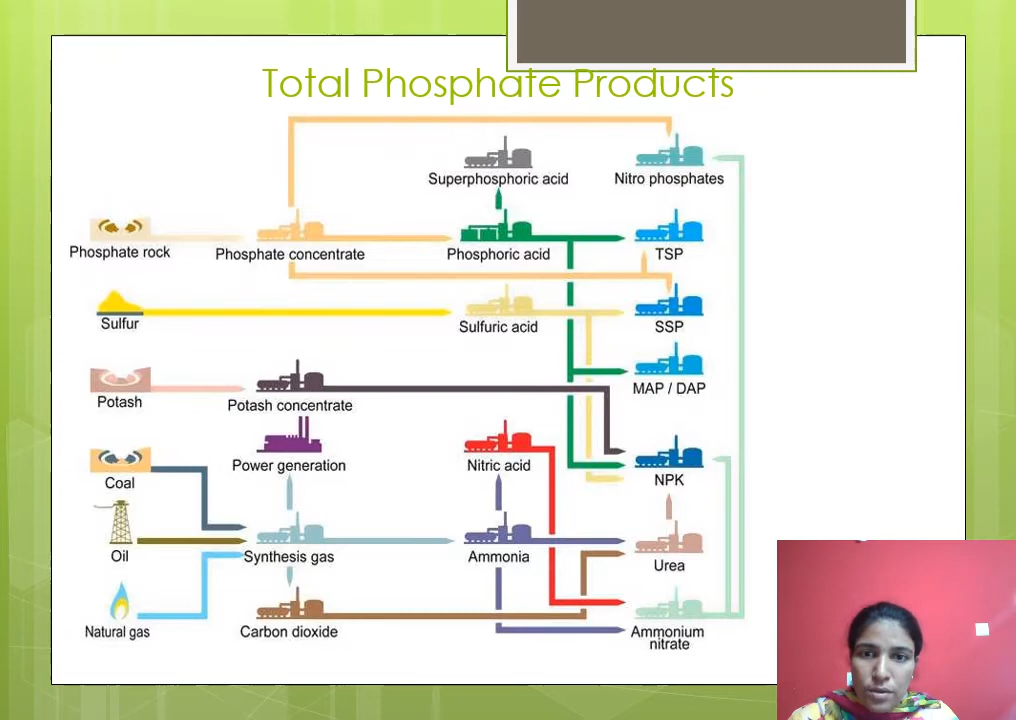 Total Phosphate Products
Superphosphoric acid
Nitro phosphates
Phosphate rock
Phosphate concentrate
Phosphoric acid
TSP
Sulfur
Sulfuric acid
SSP
Potash
Potash concentrate
MAP / DAP
Coal
Power generation
Nitric acid
NPK
Oil
Synthesis gas
Ammonia
Urea
Natural gas
Carbon dioxide
Ammonium
nitrate